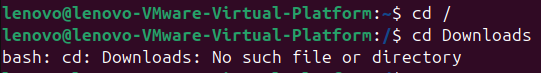 lenovo@lenovo-VMware-Virtual-Platform:~$ cd /
lenovo@lenovo-VMware-Virtual-Platform:/$ cd Downloads
bash: cd: Downloads: No such file or directory